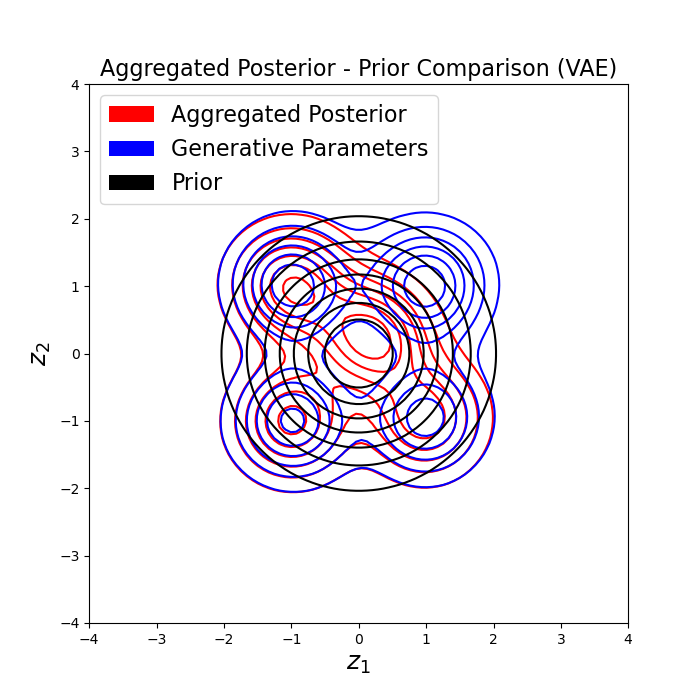 Aggregated Posterior - Prior Comparison (VAE)
Aggregated Posterior
Generative Parameters
Prior
4
3
2
1
0
−1
−2
−3
−4
z2
−4 −3 −2 −1 0 1 2 3 4
z1